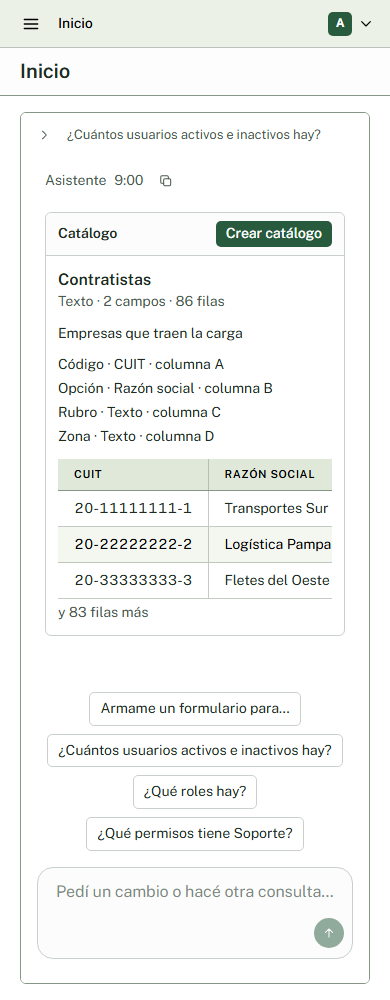 Inicio
A
Inicio
¿Cuántos usuarios activos e inactivos hay?
Asistente 9:00
Catálogo
Crear catálogo
Contratistas
Texto · 2 campos · 86 filas
Empresas que traen la carga
Código · CUIT · columna A
Opción · Razón social · columna B
Rubro · Texto · columna C
Zona · Texto · columna D
CUIT RAZÓN SOCIAL
20-11111111-1 Transportes Sur
20-22222222-2 Logística Pampa
20-33333333-3 Fletes del Oeste
y 83 filas más
Armame un formulario para...
¿Cuántos usuarios activos e inactivos hay?
¿Qué roles hay?
¿Qué permisos tiene Soporte?
Pedí un cambio o hacé otra consulta...